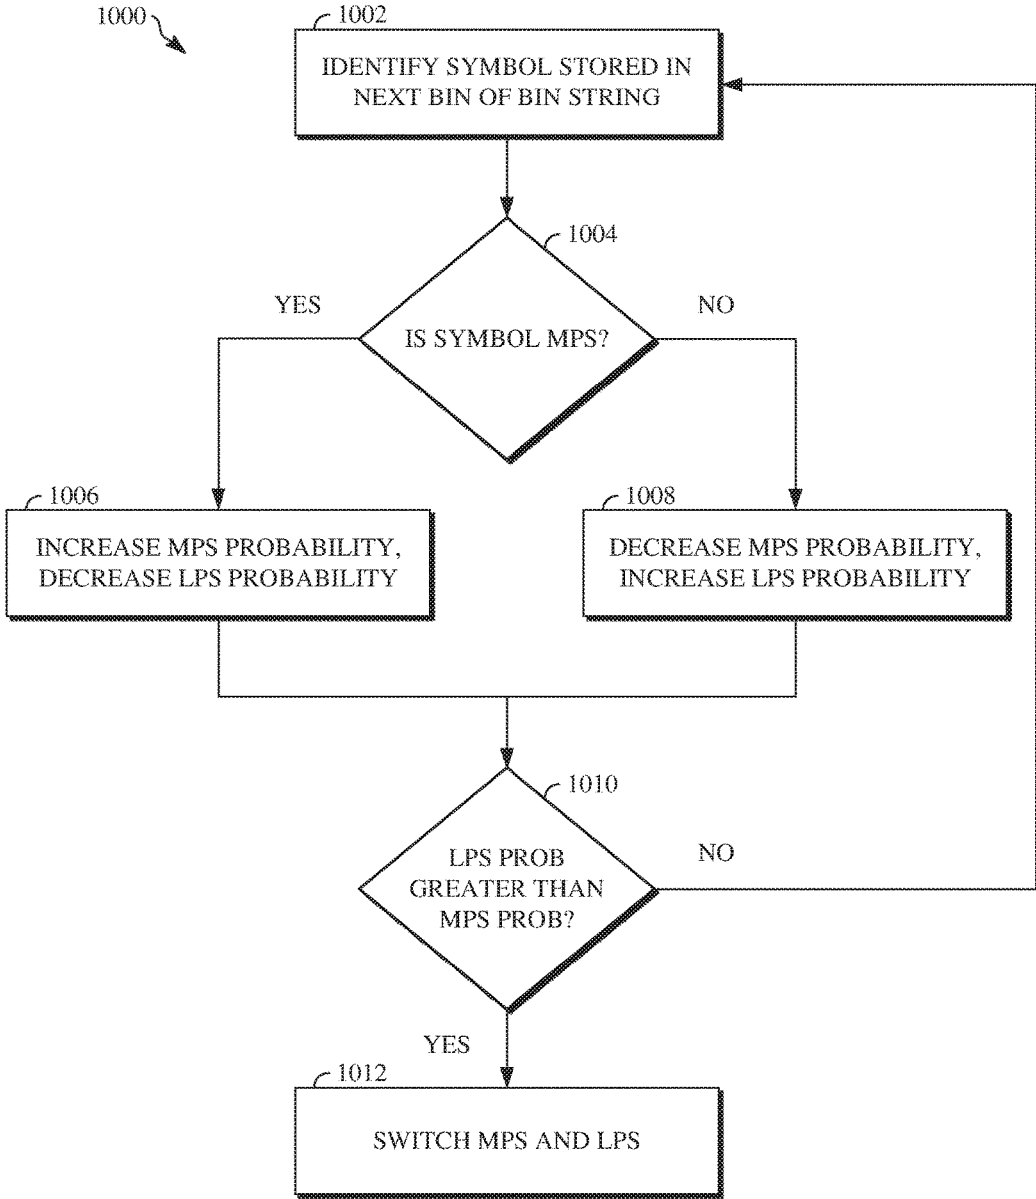 1000
1002
IDENTIFY SYMBOL STORED IN
NEXT BIN OF BIN STRING
1004
YES
NO
IS SYMBOL MPS?
1006
1008
INCREASE MPS PROBABILITY,
DECREASE LPS PROBABILITY
DECREASE MPS PROBABILITY,
INCREASE LPS PROBABILITY
1010
NO
LPS PROB
GREATER THAN
MPS PROB?
YES
1012
SWITCH MPS AND LPS